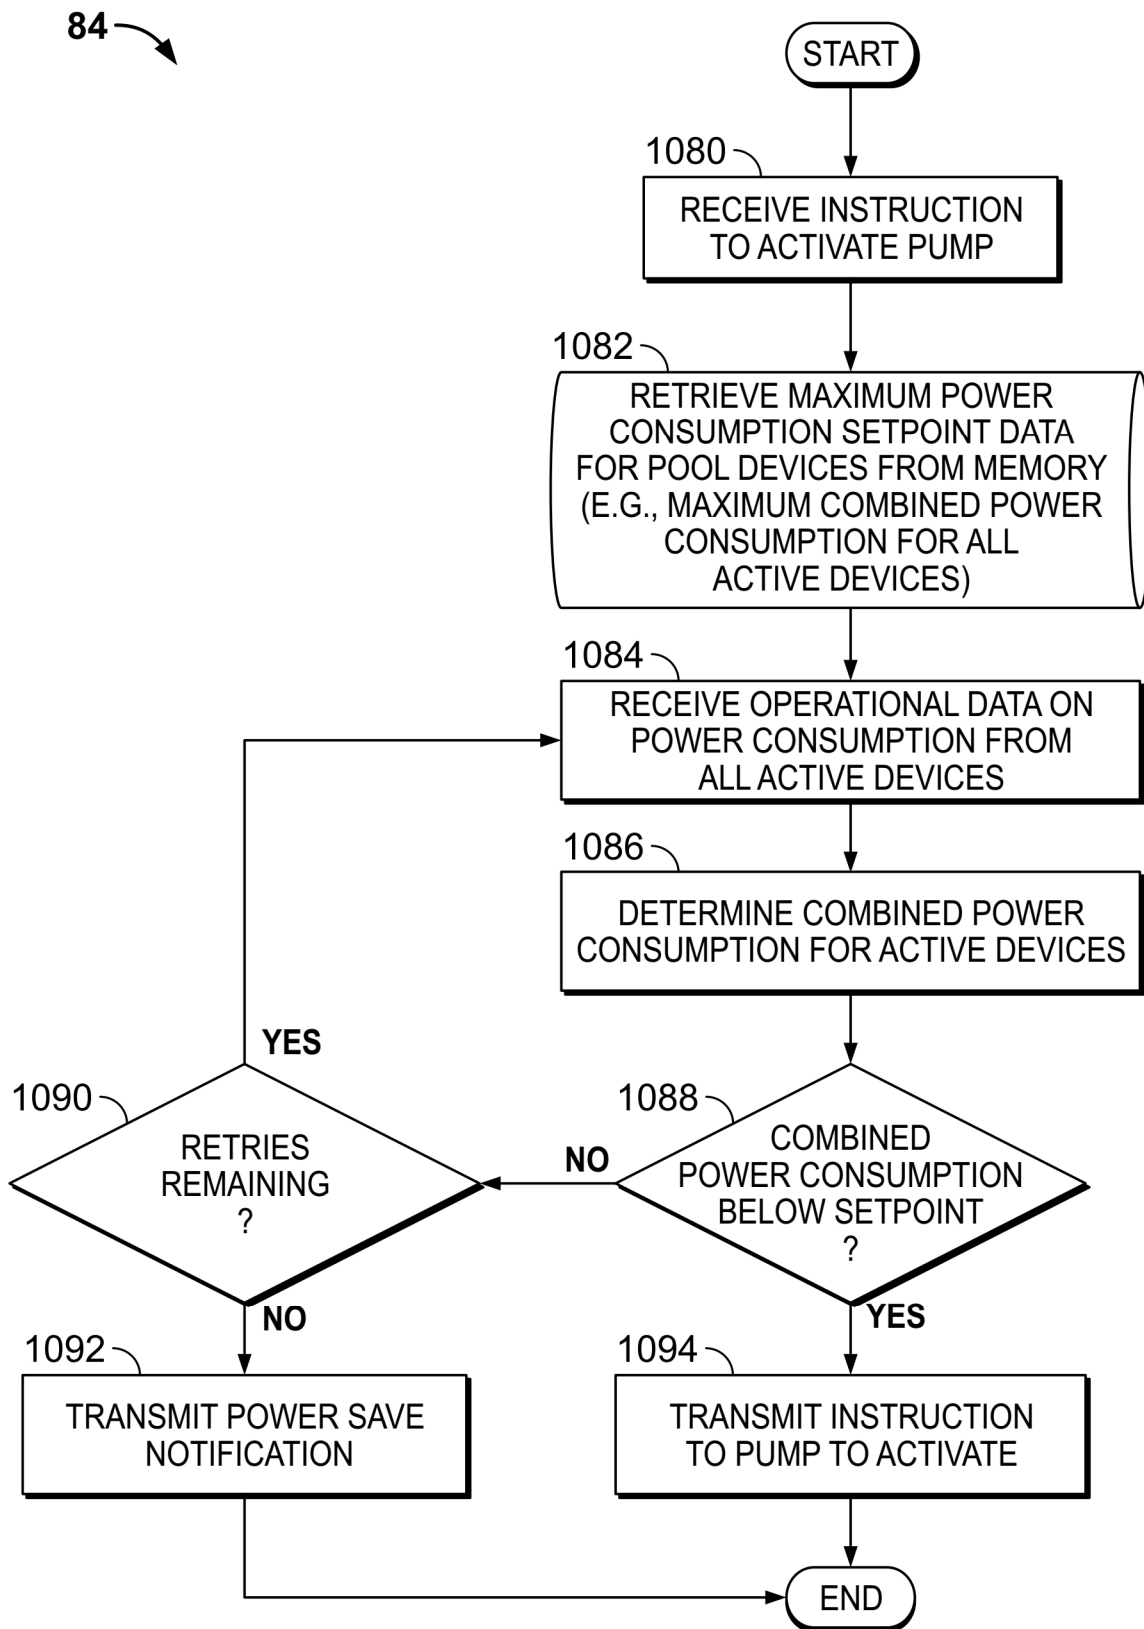 84
START
1080
RECEIVE INSTRUCTION
TO ACTIVATE PUMP
1082
RETRIEVE MAXIMUM POWER
CONSUMPTION SETPOINT DATA
FOR POOL DEVICES FROM MEMORY
(E.G., MAXIMUM COMBINED POWER
CONSUMPTION FOR ALL
ACTIVE DEVICES)
1084
RECEIVE OPERATIONAL DATA ON
POWER CONSUMPTION FROM
ALL ACTIVE DEVICES
1086
DETERMINE COMBINED POWER
CONSUMPTION FOR ACTIVE DEVICES
YES
1090
RETRIES
REMAINING
?
NO
1088
COMBINED
POWER CONSUMPTION
BELOW SETPOINT
?
NO
YES
1092
TRANSMIT POWER SAVE
NOTIFICATION
1094
TRANSMIT INSTRUCTION
TO PUMP TO ACTIVATE
END